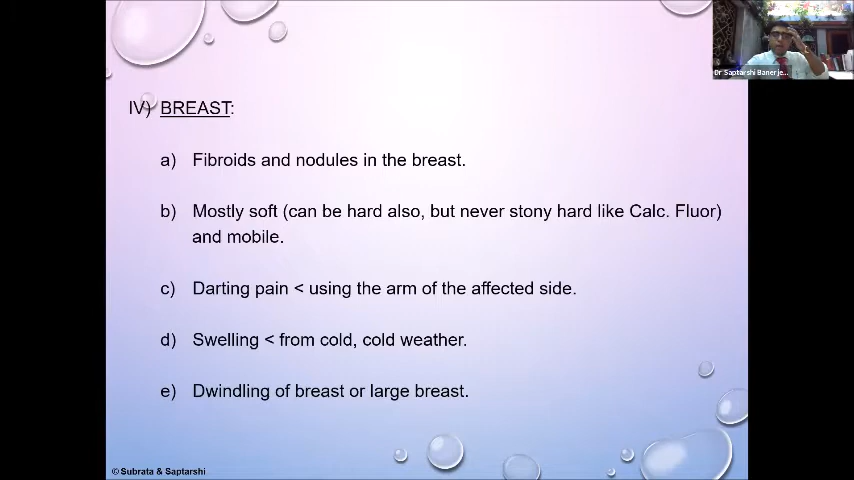 Dr Saptarshi Banerje...
IV) BREAST:
a) Fibroids and nodules in the breast.
b) Mostly soft (can be hard also, but never stony hard like Calc. Fluor)
and mobile.
c) Darting pain < using the arm of the affected side.
d) Swelling < from cold, cold weather.
e) Dwindling of breast or large breast.
© Subrata & Saptarshi